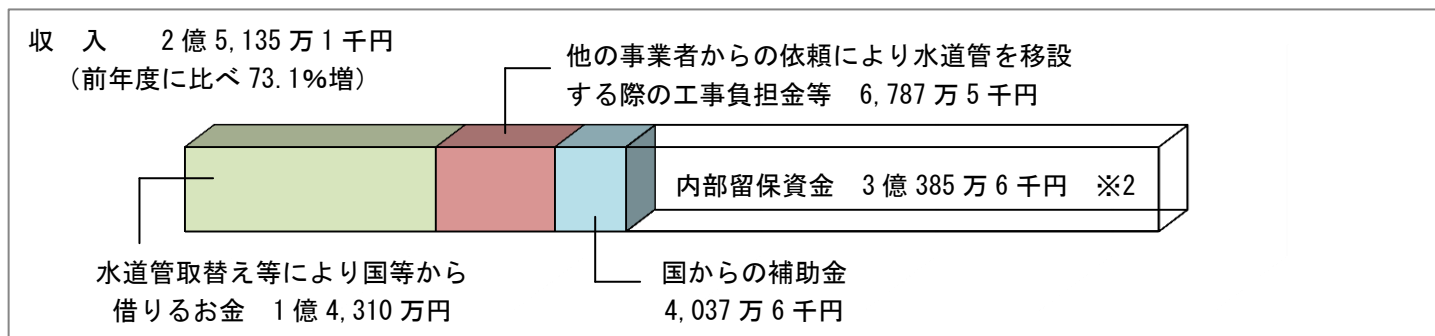 収　入　　2億5,135万1千円
（前年度に比べ73.1％増）
他の事業者からの依頼により水道管を移設
する際の工事負担金等　6,787万5千円
内部留保資金　3億385万6千円　※2
水道管取替え等により国等から
借りるお金　1億4,310万円
国からの補助金
4,037万6千円